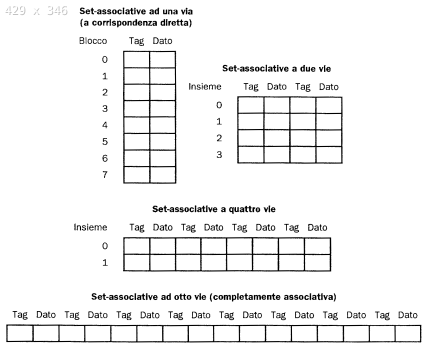 429 x 346
Set-associative ad una via
(a corrispondenza diretta)
Blocco Tag Dato
0
1
2
3
4
5
6
7
Set-associative a due vie
Insieme Tag Dato Tag Dato
0
1
2
3
Set-associative a quattro vie
Insieme Tag Dato Tag Dato Tag Dato Tag Dato
0
1
Set-associative ad otto vie (completamente associativa)
Tag Dato Tag Dato Tag Dato Tag Dato Tag Dato Tag Dato Tag Dato Tag Dato